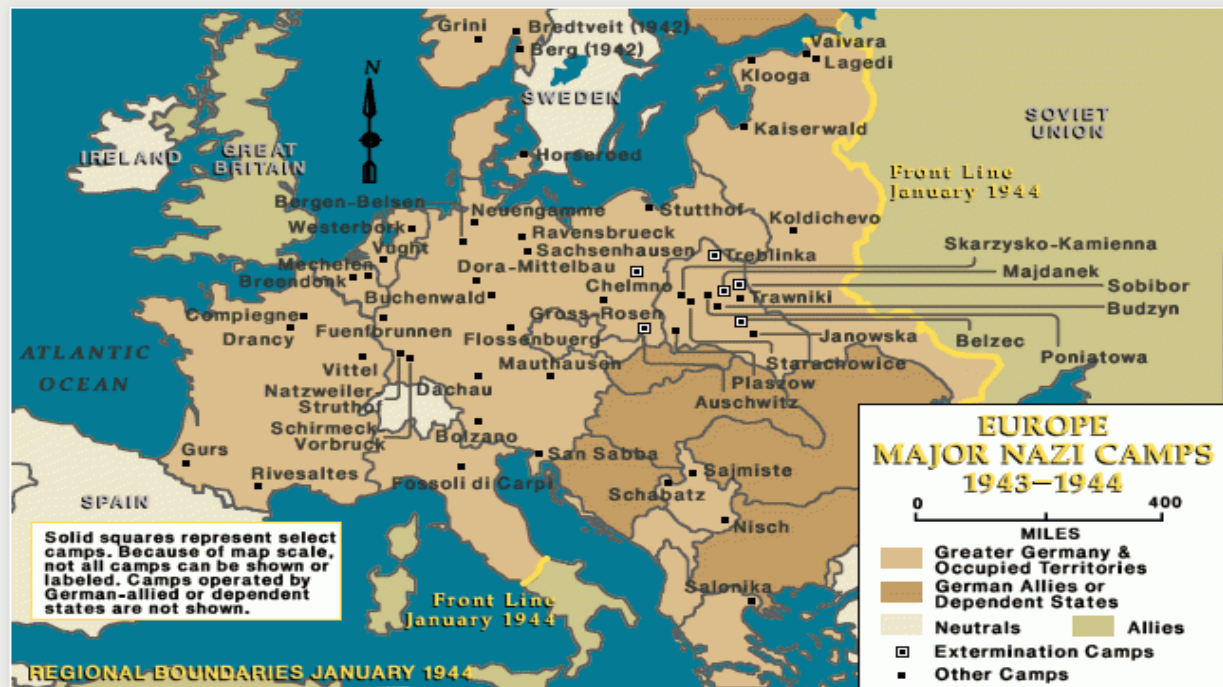 Grini
Bredtveit (1942)
Berg (1942)
Vaivara
Lagedi
Klooga
N
SWEDEN
SOVIET
UNION
Kaiserwald
IRELAND
GREAT
BRITAIN
Horseroed
Front Line
January 1944
Bergen-Belsen
Neuengamme
Stutthof
Koldichevo
Westerbork
Ravensbrueck
Vught
Sachsenhausen
Treblinka
Skarzysko-Kamienna
Mechelen
Dora-Mittelbau
Majdanek
Breendonk
Chelmno
Sobibor
Buchenwald
Trawniki
Budzyn
Compiegne
Gross-Rosen
Drancy
Fuenfbrunnen
Flossenbuerg
Janowska
Belzec
ATLANTIC
OCEAN
Poniatowa
Vittel
Mauthausen
Starachowice
Natzweiler-
Struthof
Dachau
Plaszow
Auschwitz
Schirmeck
Vorbruck
Bolzano
Gurs
San Sabba
Rivesaltes
Fossoli di Carpi
Sajmiste
Schabatz
SPAIN
Nisch
Salonika
Solid squares represent select
camps. Because of map scale,
not all camps can be shown or
labeled. Camps operated by
German-allied or dependent
states are not shown.
Front Line
January 1944
REGIONAL BOUNDARIES JANUARY 1944
EUROPE
MAJOR NAZI CAMPS
1943–1944
0 400
MILES
Greater Germany &
Occupied Territories
German Allies or
Dependent States
Neutrals Allies
Extermination Camps
Other Camps